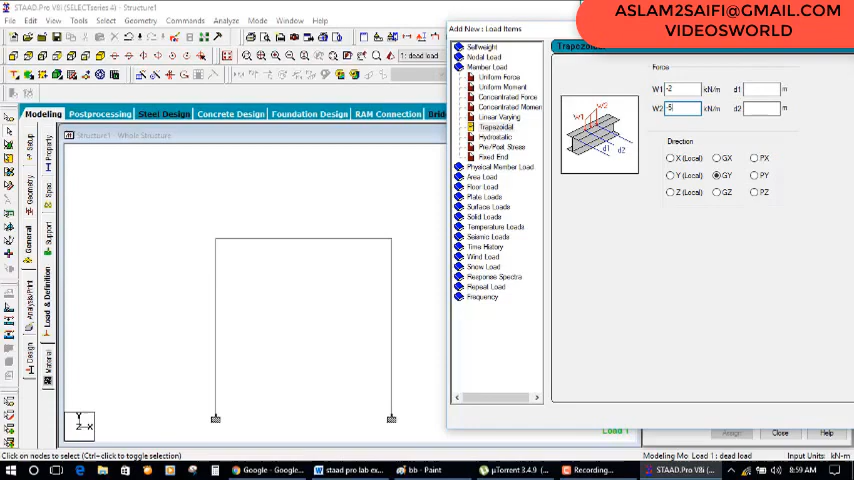 ASLAM2SAIFI@GMAIL.COM
VIDEOSWORLD
STAAD.Pro V8i (SELECTseries 4)
Add New : Load Items
Edit View Tools Select Geometry Commands Analyze Mode Window Help
1: dead load
Modeling Postprocessing Steel Design Concrete Design Foundation Design RAM Connection
Structure1 - Whole Structure
Setup
Geometry
General
Analysis/Print
Design
Spec
Support
Load & Definition
Material
Selfweight
Nodal Load
Member Load
Uniform Force
Uniform Moment
Concentrated Force
Concentrated Momen
Linear Varying
Trapezoidal
Hydrostatic
Pre/Post Stress
Fixed End
Physical Member Load
Area Load
Floor Load
Plate Loads
Surface Loads
Solid Loads
Temperature Loads
Seismic Loads
Time History
Wind Load
Snow Load
Response Spectra
Repeat Load
Frequency
Force
W1 -2 kN/m d1 m
W2 -5 kN/m d2 m
W1 W2 d1 d2
Direction
X (Local) GX PX
Y (Local) GY PY
Z (Local) GZ PZ
Y
Z X
Load 1
Assign Close Help
Click on nodes to select (Ctrl+click to toggle selection)
Modeling Mo Load 1 : dead load Input Units: kN-m
Google - Google... staad pro lab ex... bb - Paint µTorrent 3.4.9 (... Recording... STAAD.Pro V8i (... 8:59 AM